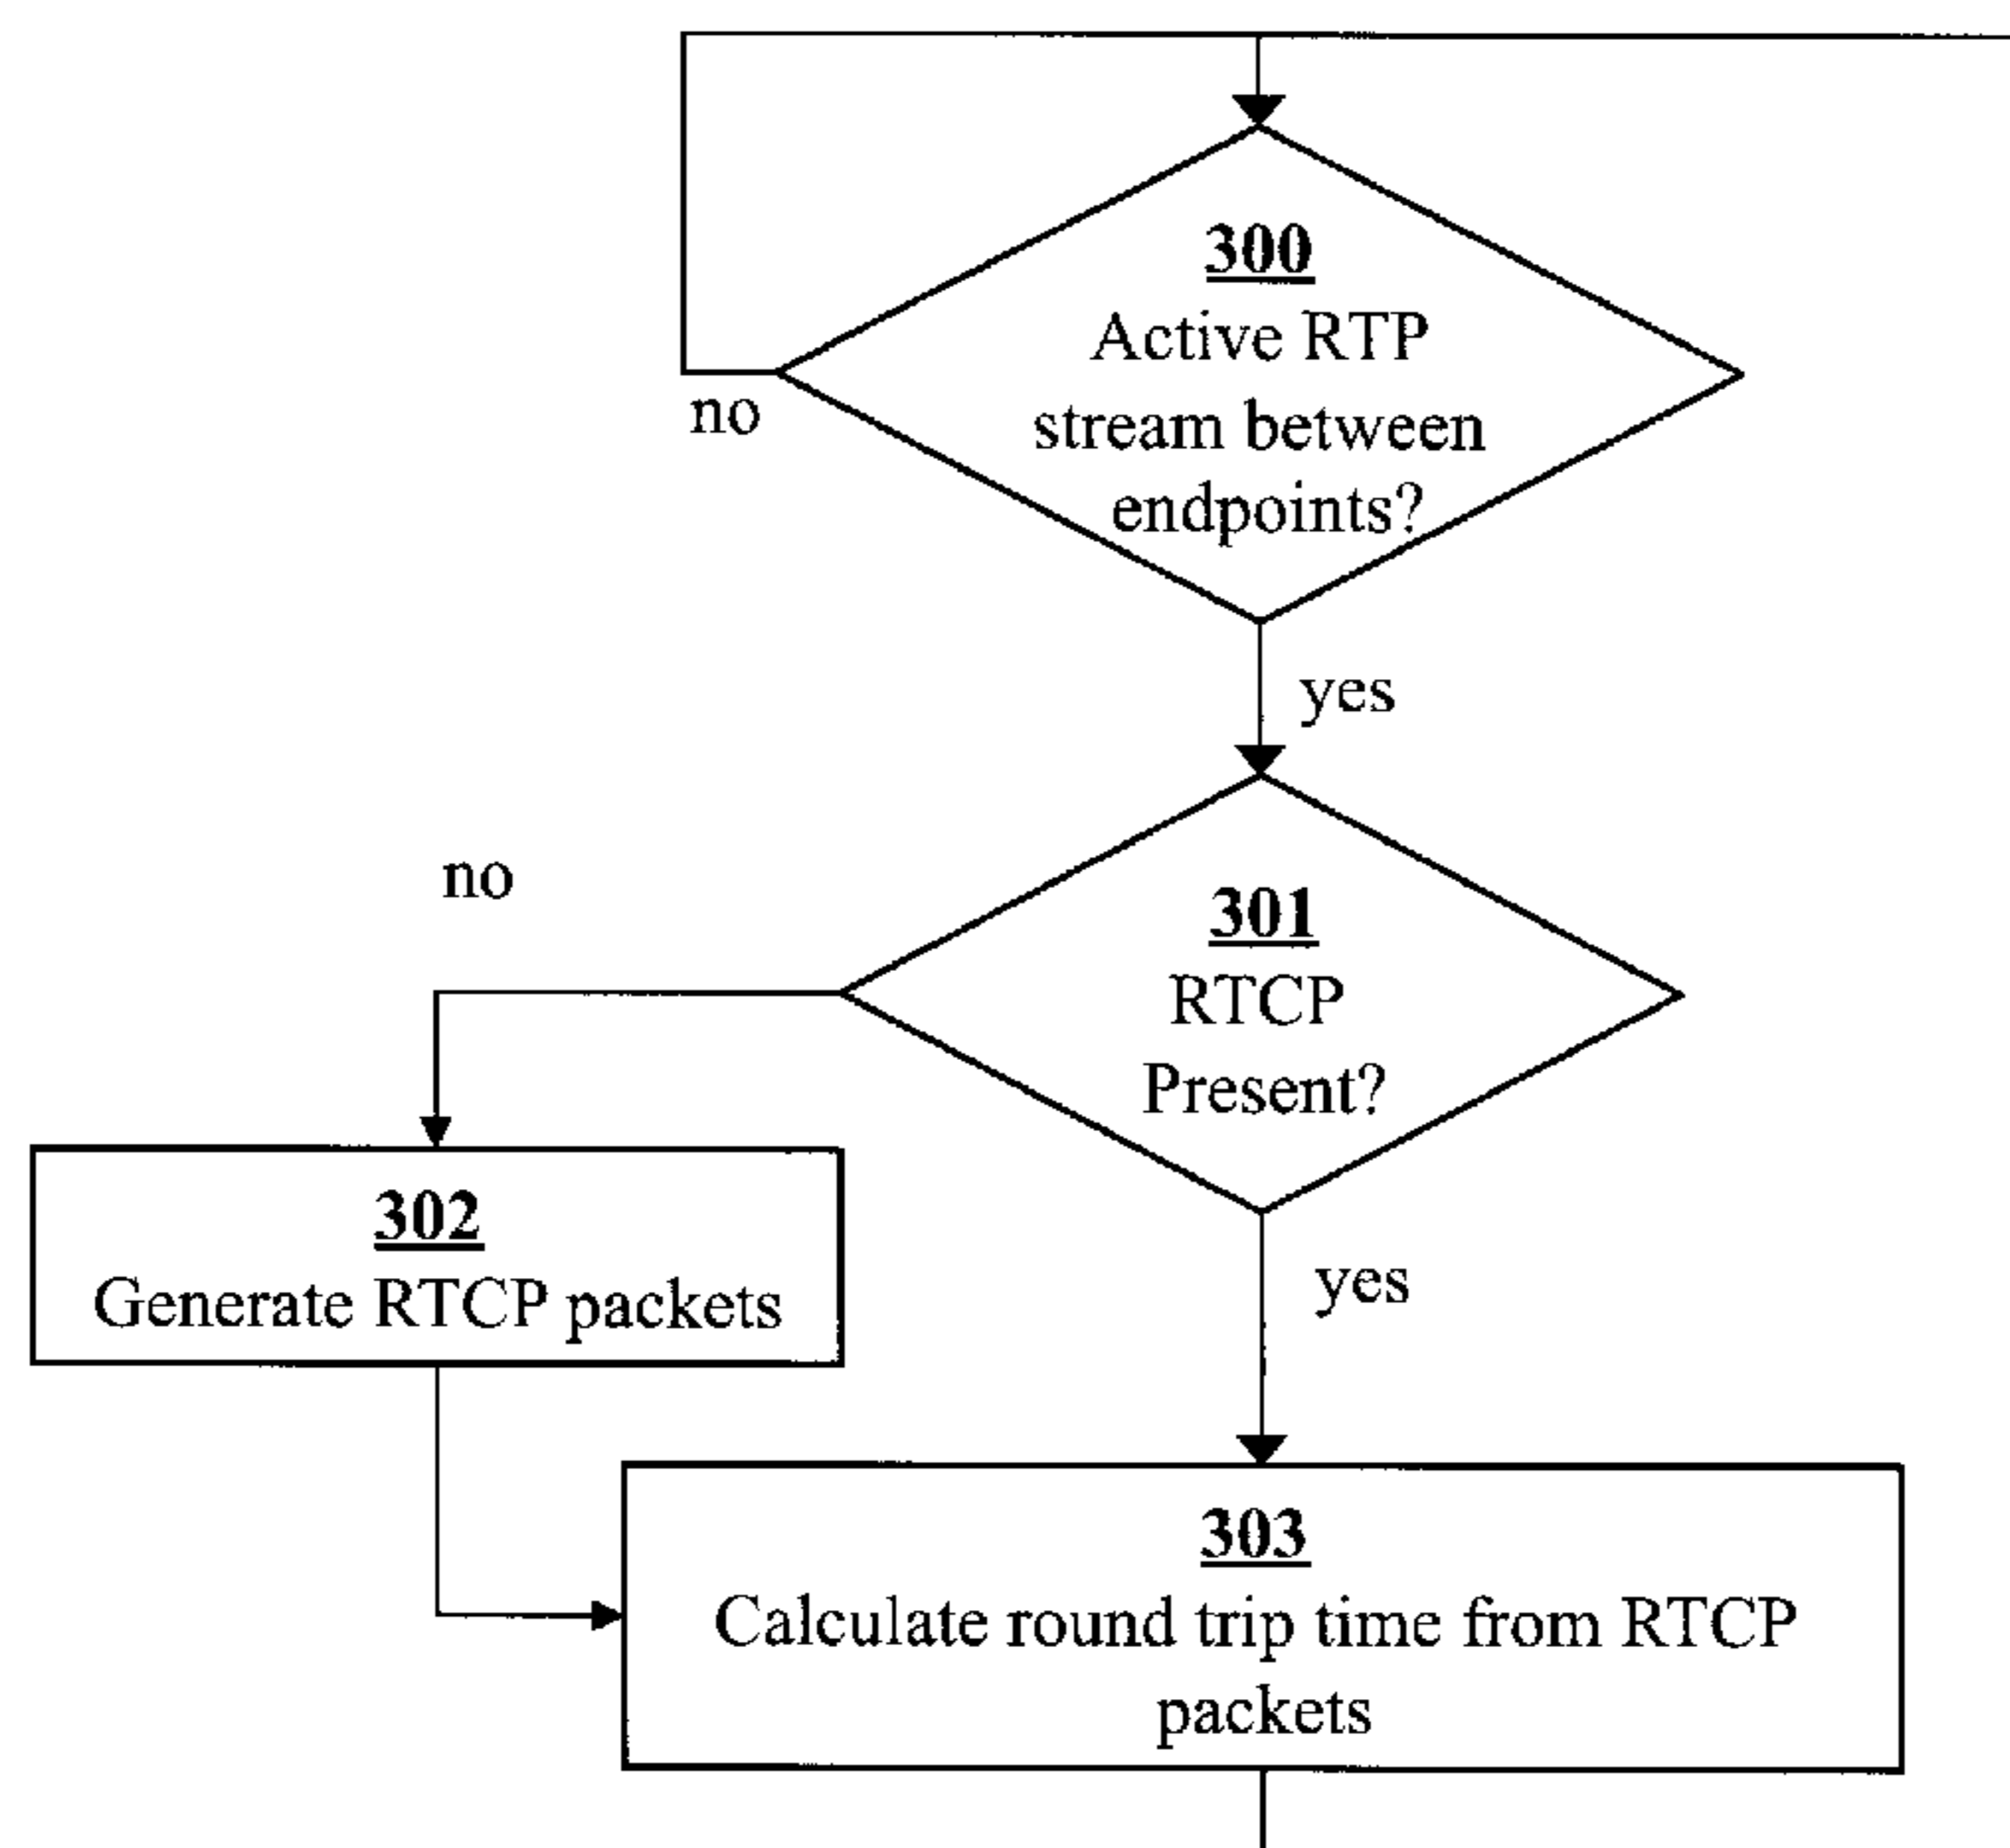 300
Active RTP
stream between
endpoints?
no
yes
no
301
RTCP
Present?
302
Generate RTCP packets
yes
303
Calculate round trip time from RTCP
packets